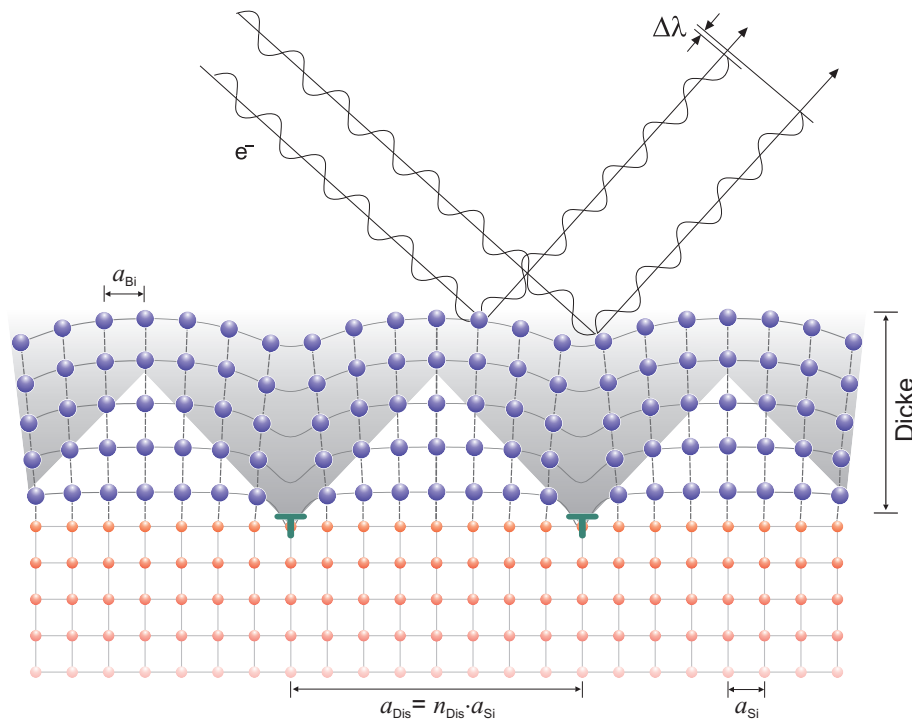 Δλ
e⁻
a_Bi
Dicke
a_Dis = n_Dis·a_Si
a_Si